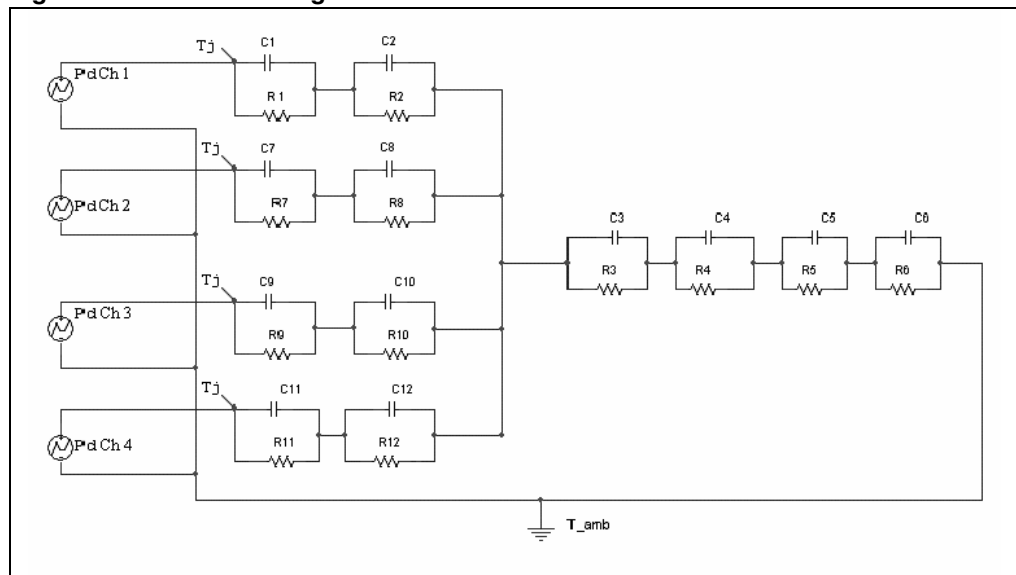 Tj
C1
C2
PdCh1
R1
R2
Tj
C7
C8
PdCh2
R7
R8
C3
C4
C5
C6
R3
R4
R5
R6
Tj
C9
C10
PdCh3
R9
R10
Tj
C11
C12
PdCh4
R11
R12
T_amb